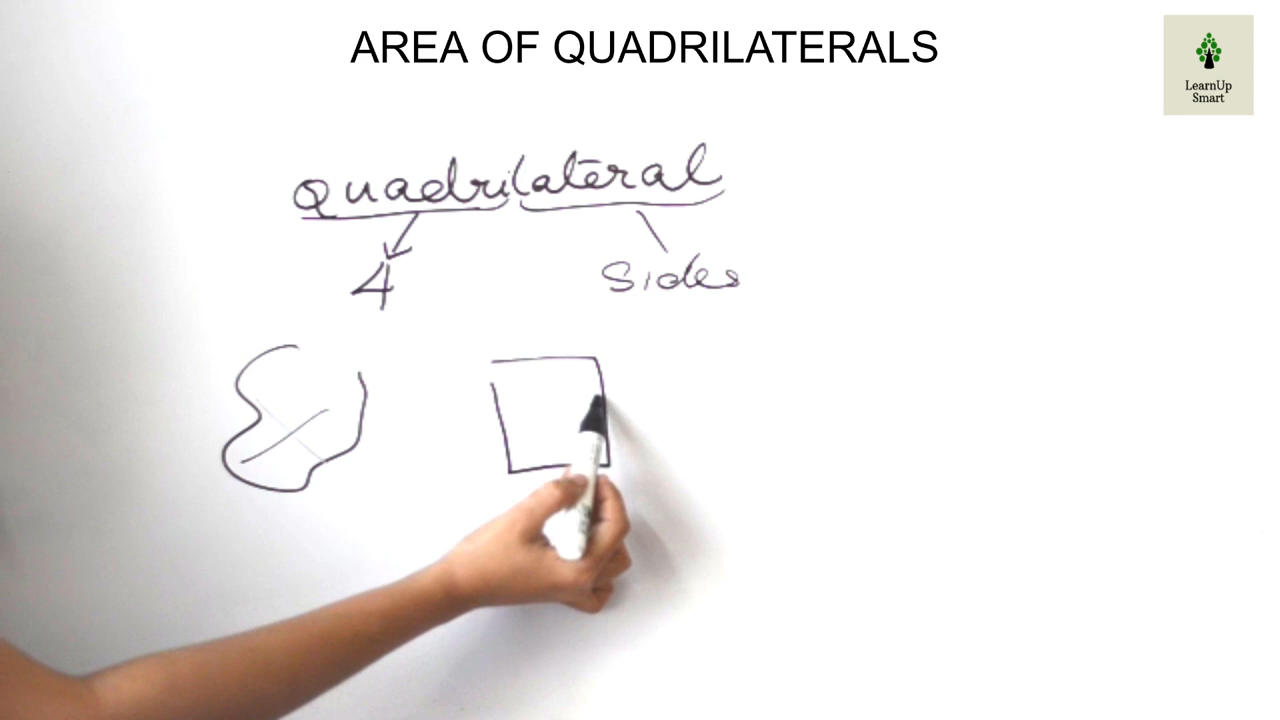 AREA OF QUADRILATERALS
LearnUp
Smart
Quadrilateral
4
Sides